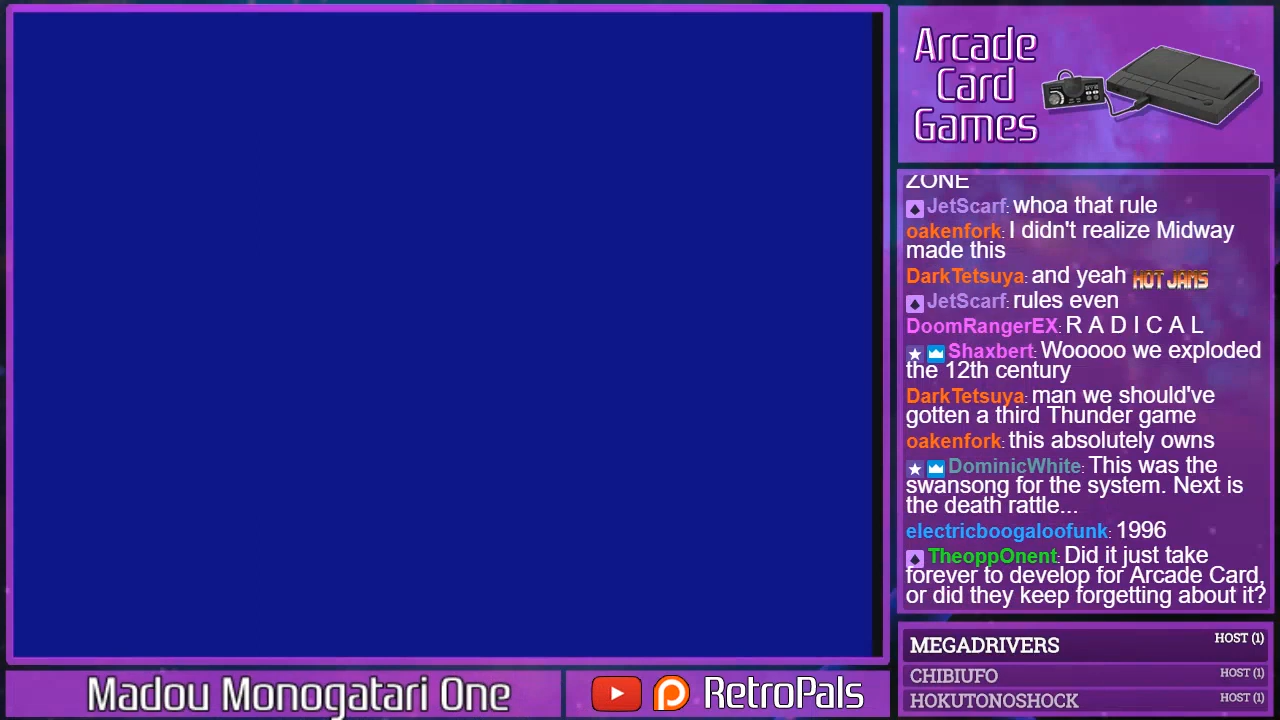 Arcade
Card
Games
ZONE
JetScarf: whoa that rule
oakenfork: I didn't realize Midway
made this
DarkTetsuya: and yeah HOT JAMS
JetScarf: rules even
DoomRangerEX: R A D I C A L
Shaxbert: Wooooo we exploded
the 12th century
DarkTetsuya: man we should've
gotten a third Thunder game
oakenfork: this absolutely owns
DominicWhite: This was the
swansong for the system. Next is
the death rattle...
electricboogaloofunk: 1996
TheoppOnent: Did it just take
forever to develop for Arcade Card,
or did they keep forgetting about it?
MEGADRIVERS HOST (1)
CHIBIUFO HOST (1)
HOKUTONOSHOCK HOST (1)
Madou Monogatari One
RetroPals